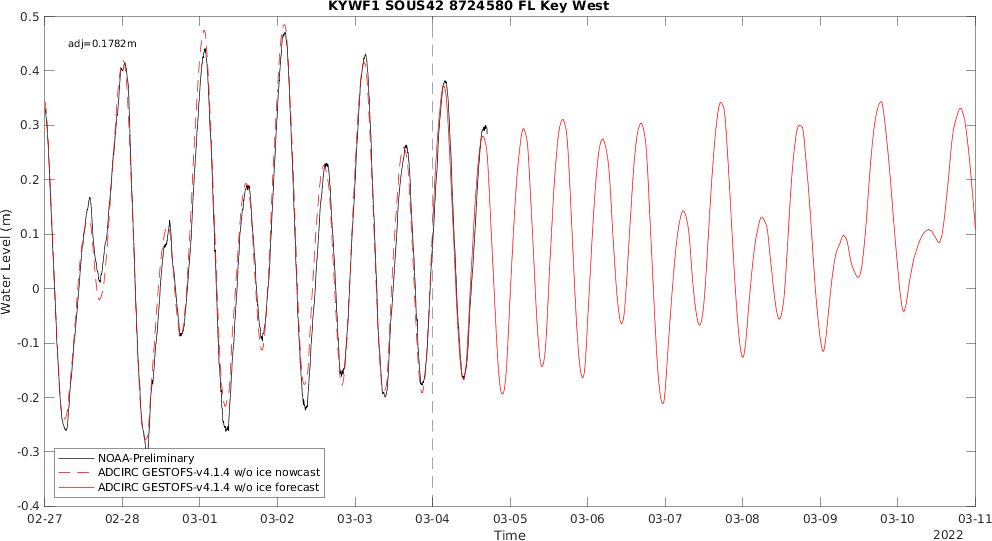 KYWF1 SOUS42 8724580 FL Key West
0.5
adj=0.1782m
0.4
0.3
0.2
0.1
0
-0.1
-0.2
-0.3
-0.4
Water Level (m)
NOAA-Preliminary
ADCIRC GESTOFS-v4.1.4 w/o ice nowcast
ADCIRC GESTOFS-v4.1.4 w/o ice forecast
02-27 02-28 03-01 03-02 03-03 03-04 03-05 03-06 03-07 03-08 03-09 03-10 03-11
Time
2022